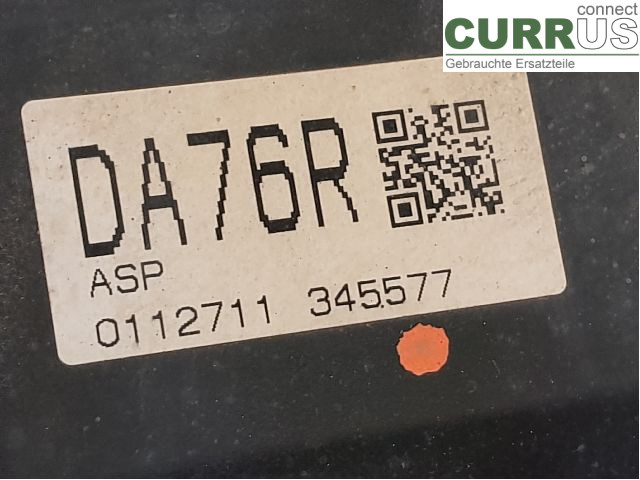 connect
CURRUS
Gebrauchte Ersatzteile
DA76R
ASP
0112711 345577